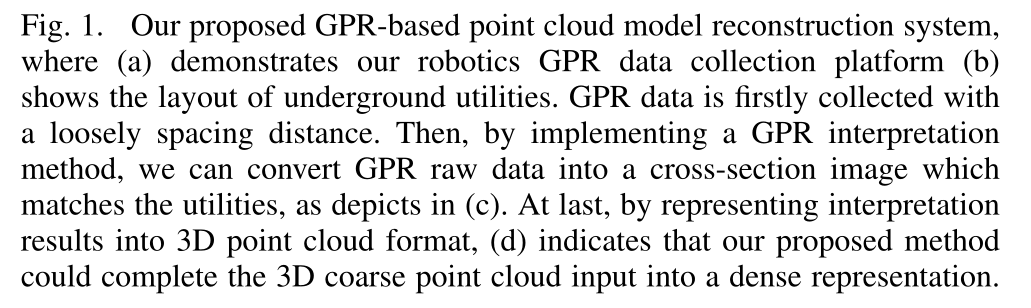 Fig. 1. Our proposed GPR-based point cloud model reconstruction system,
where (a) demonstrates our robotics GPR data collection platform (b)
shows the layout of underground utilities. GPR data is firstly collected with
a loosely spacing distance. Then, by implementing a GPR interpretation
method, we can convert GPR raw data into a cross-section image which
matches the utilities, as depicts in (c). At last, by representing interpretation
results into 3D point cloud format, (d) indicates that our proposed method
could complete the 3D coarse point cloud input into a dense representation.